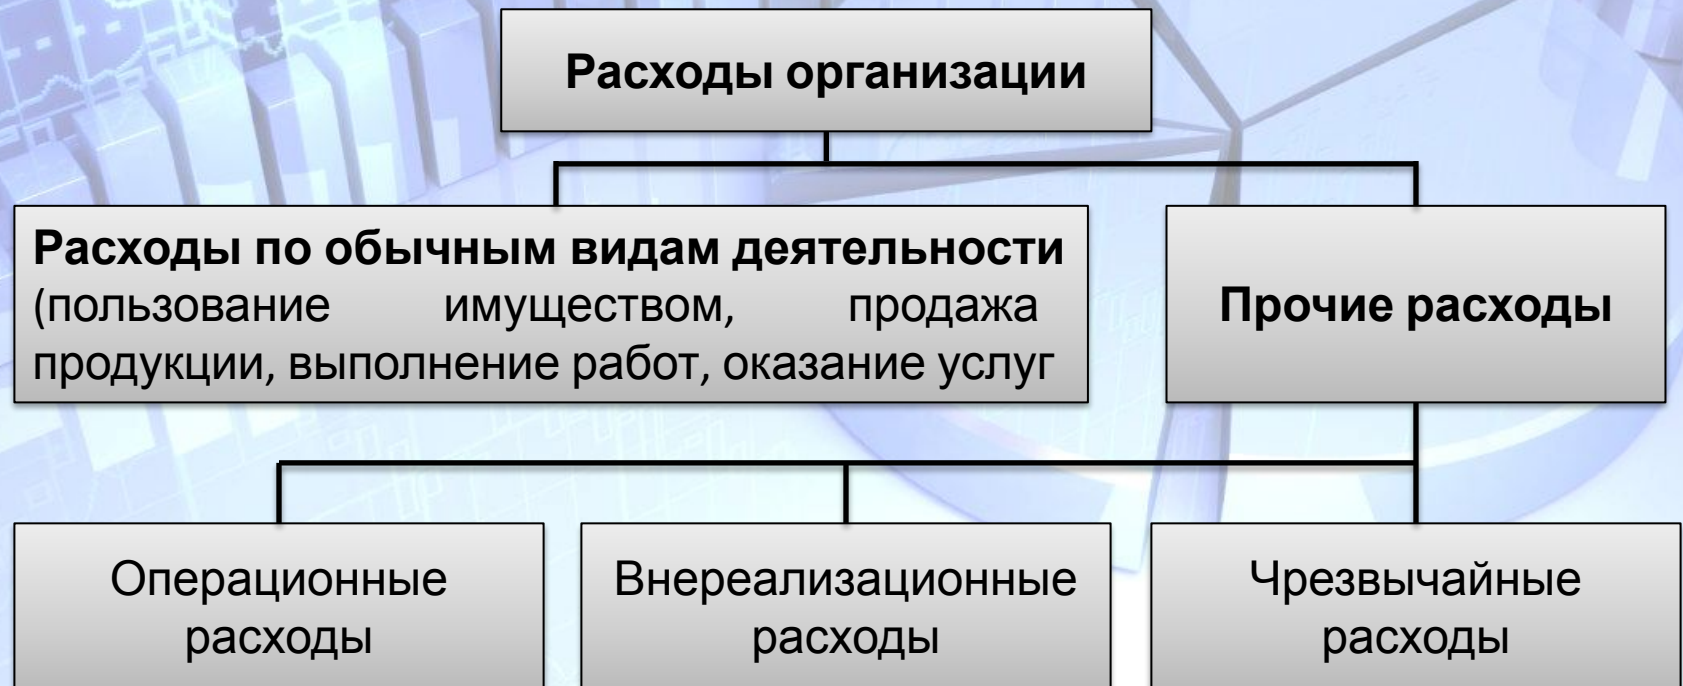 Расходы организации
Расходы по обычным видам деятельности
(пользование имуществом, продажа
продукции, выполнение работ, оказание услуг
Прочие расходы
Операционные
расходы
Внереализационные
расходы
Чрезвычайные
расходы